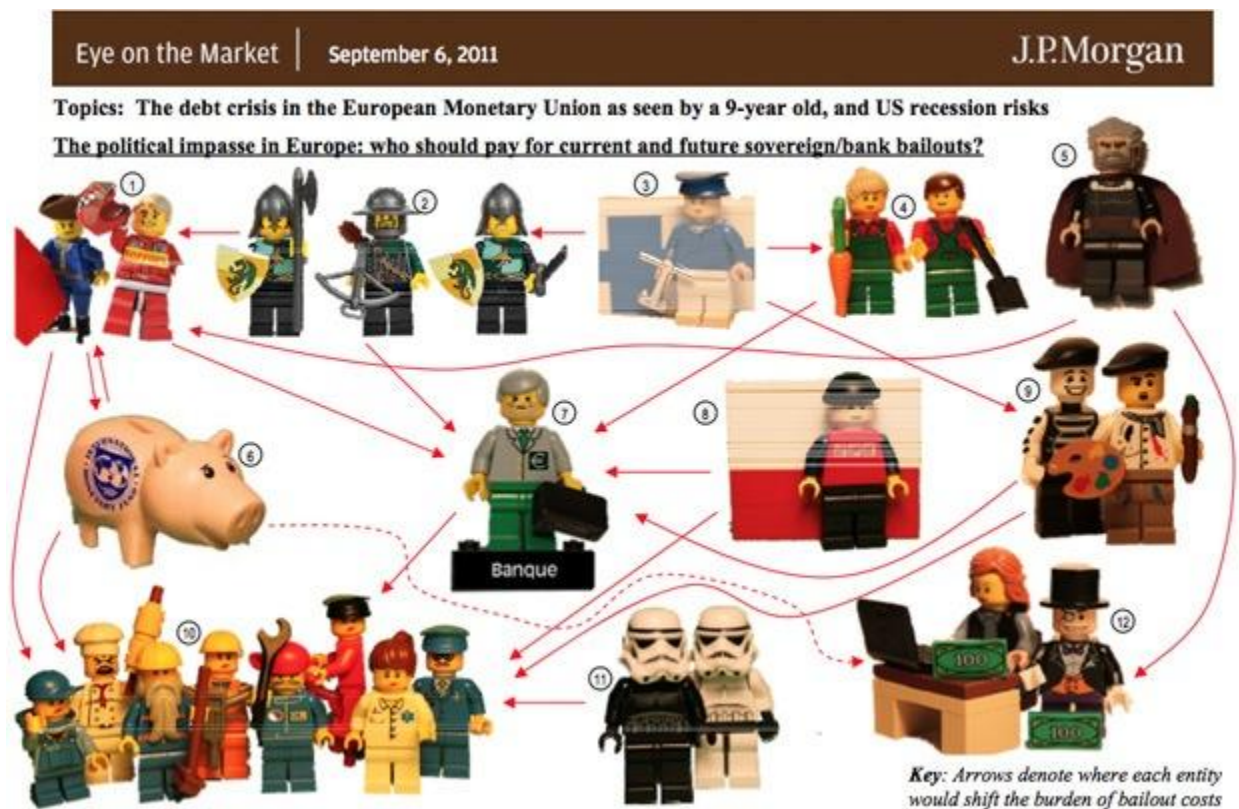 Eye on the Market | September 6, 2011
J.P.Morgan
Topics: The debt crisis in the European Monetary Union as seen by a 9-year old, and US recession risks
The political impasse in Europe: who should pay for current and future sovereign/bank bailouts?
1
2
3
4
5
6
INTERNATIONAL MONETARY FUND
7
8
9
Banque
10
11
12
100
100
Key: Arrows denote where each entity
would shift the burden of bailout costs